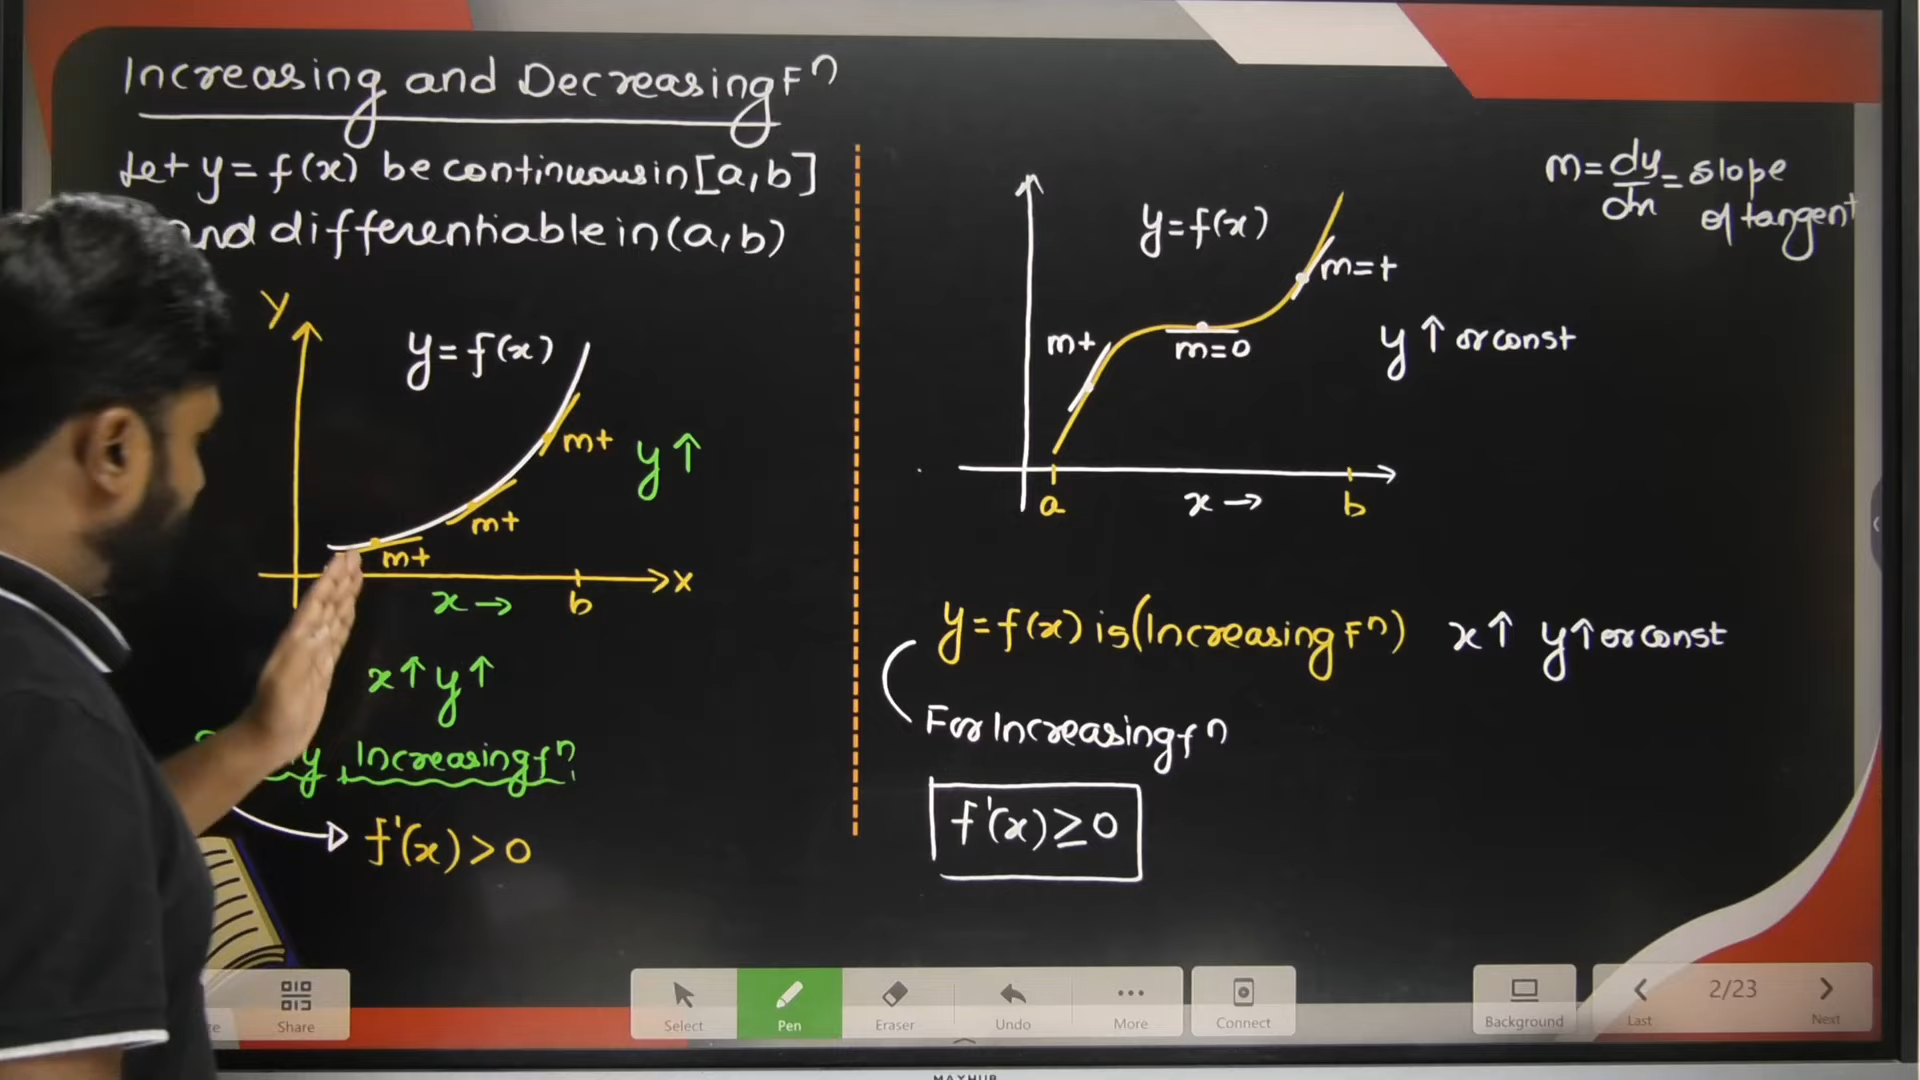 Increasing and Decreasing Fⁿ
Let y = f(x) be continuous in [a,b]
and differentiable in (a,b)
Y
y = f(x)
m+
y↑
m+
m+
X
x →
b
x↑ y↑
Increasing fⁿ
f'(x) > 0
m = dy/dx = slope
of tangent
y = f(x)
m = +
m+
m = 0
y ↑ or const
a
x →
b
y = f(x) is (Increasing Fⁿ) x↑ y↑ or const
For Increasing fⁿ
f'(x) ≥ 0
Share
Select
Pen
Eraser
Undo
More
Connect
Background
Last
2/23
Next
MAXHUB